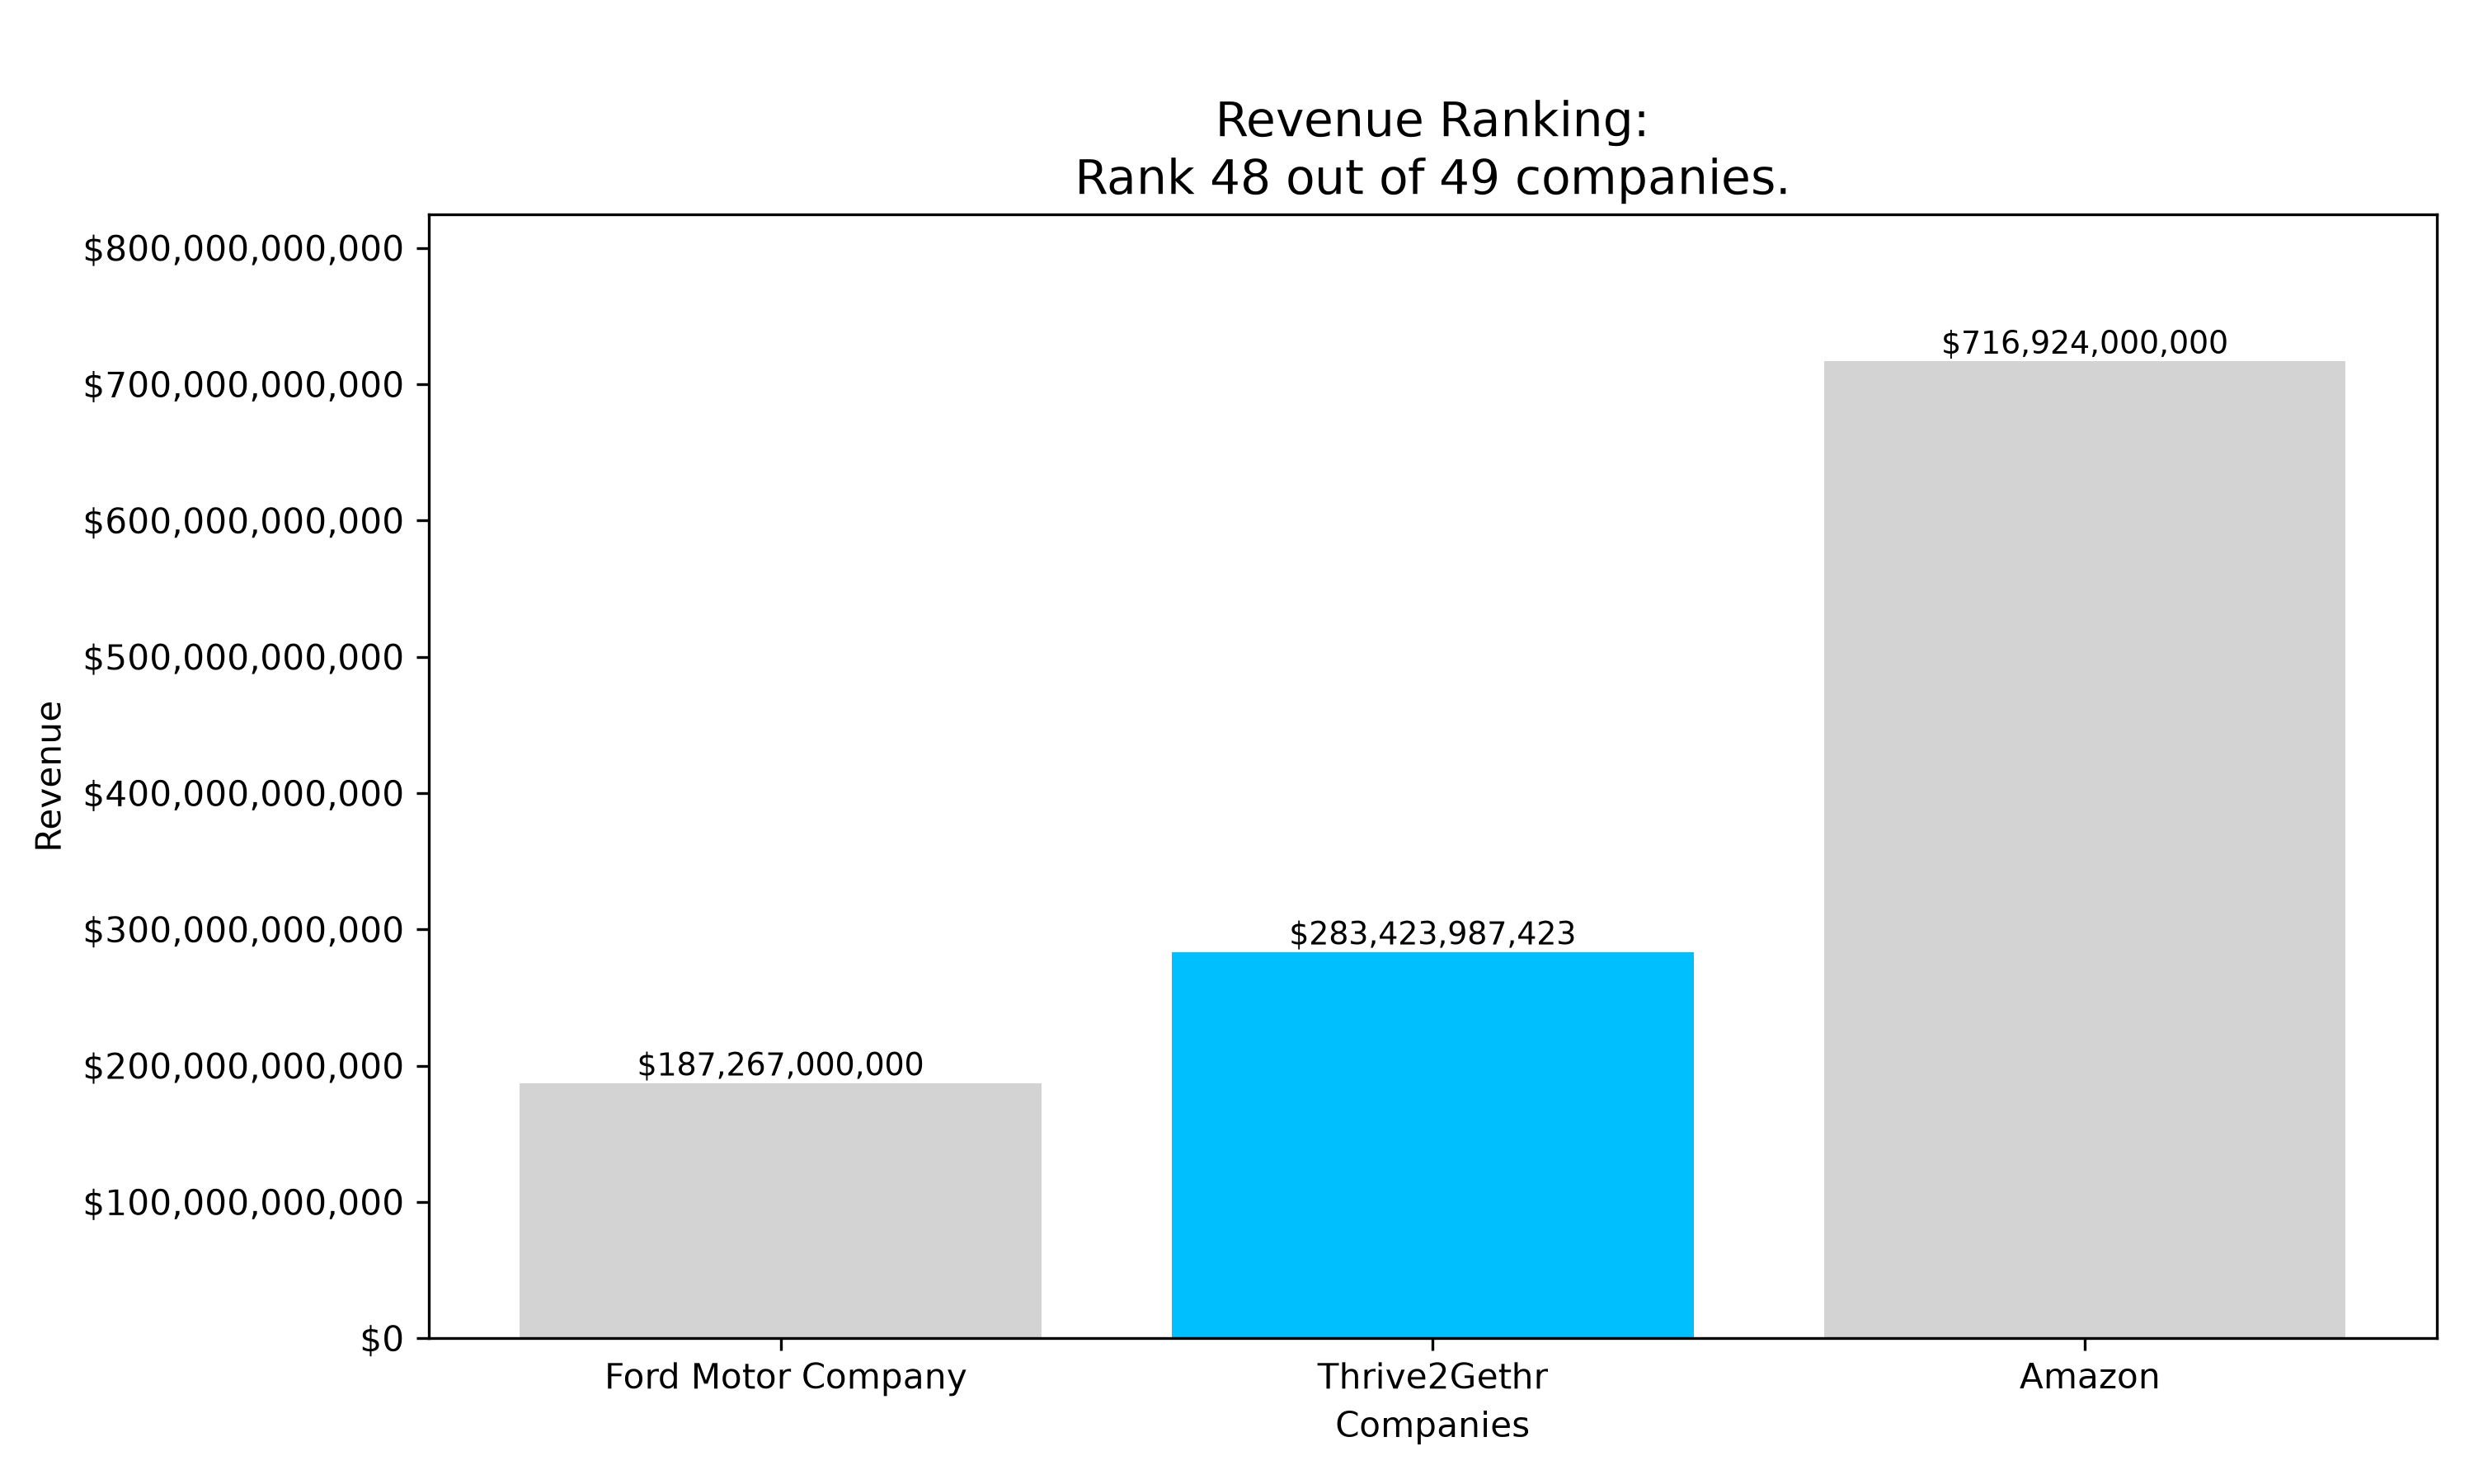 Revenue Ranking:
Rank 48 out of 49 companies.
$800,000,000,000
$700,000,000,000
$600,000,000,000
$500,000,000,000
$400,000,000,000
$300,000,000,000
$200,000,000,000
$100,000,000,000
$0
Revenue
$187,267,000,000
$283,423,987,423
$716,924,000,000
Ford Motor Company
Thrive2Gethr
Amazon
Companies